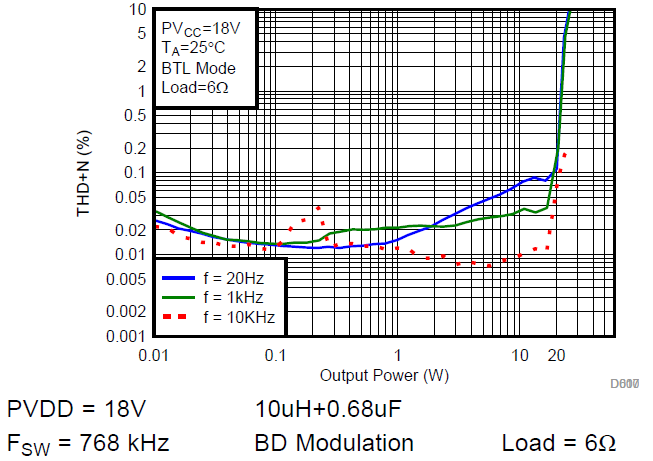 10
5
2
1
0.5
0.2
0.1
0.05
0.02
0.01
0.005
0.002
0.001
THD+N (%)
PVCC=18V
TA=25°C
BTL Mode
Load=6Ω
f = 20Hz
f = 1kHz
f = 10KHz
0.01 0.1 1 10 20
Output Power (W)
PVDD = 18V 10uH+0.68uF
FSW = 768 kHz BD Modulation Load = 6Ω